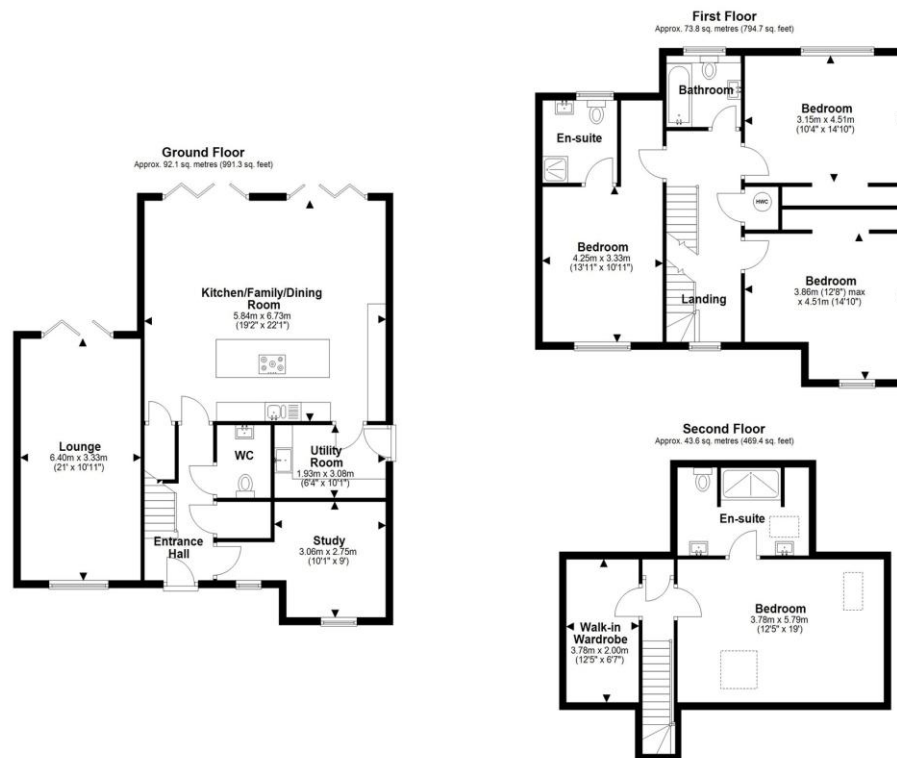 Ground Floor
Approx. 92.1 sq. metres (991.3 sq. feet)
Kitchen/Family/Dining
Room
5.84m x 6.73m
(19'2" x 22'1")
Lounge
6.40m x 3.33m
(21' x 10'11")
WC
Utility
Room
1.93m x 3.08m
(6'4" x 10'1")
Entrance
Hall
Study
3.06m x 2.75m
(10'1" x 9')
First Floor
Approx. 73.8 sq. metres (794.7 sq. feet)
Bathroom
En-suite
Bedroom
3.15m x 4.51m
(10'4" x 14'10")
HWC
Bedroom
4.25m x 3.33m
(13'11" x 10'11")
Landing
Bedroom
3.86m (12'8") max
x 4.51m (14'10")
Second Floor
Approx. 43.6 sq. metres (469.4 sq. feet)
En-suite
Walk-in
Wardrobe
3.78m x 2.00m
(12'5" x 6'7")
Bedroom
3.78m x 5.79m
(12'5" x 19')